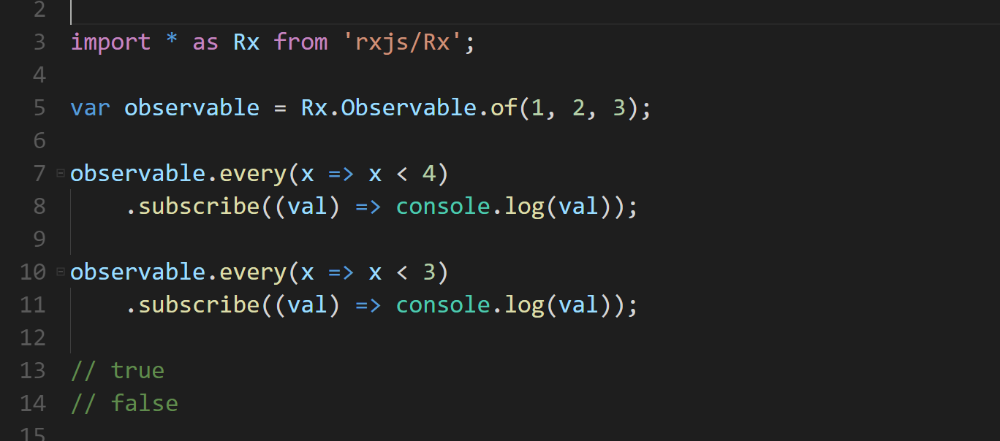 2
3 import * as Rx from 'rxjs/Rx';
4
5 var observable = Rx.Observable.of(1, 2, 3);
6
7 observable.every(x => x < 4)
8     .subscribe((val) => console.log(val));
9
10 observable.every(x => x < 3)
11     .subscribe((val) => console.log(val));
12
13 // true
14 // false
15